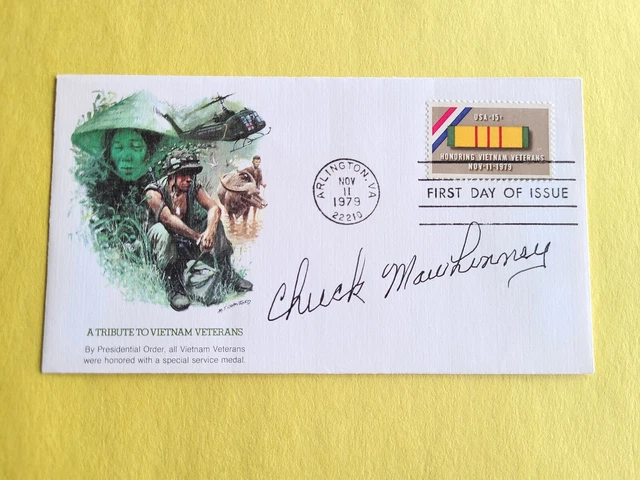 USA·15c
HONORING VIETNAM VETERANS
NOV·11·1979
ARLINGTON, VA
NOV
11
1979
22210
FIRST DAY OF ISSUE
Chuck Mawhinney
A TRIBUTE TO VIETNAM VETERANS
By Presidential Order, all Vietnam Veterans
were honored with a special service medal.